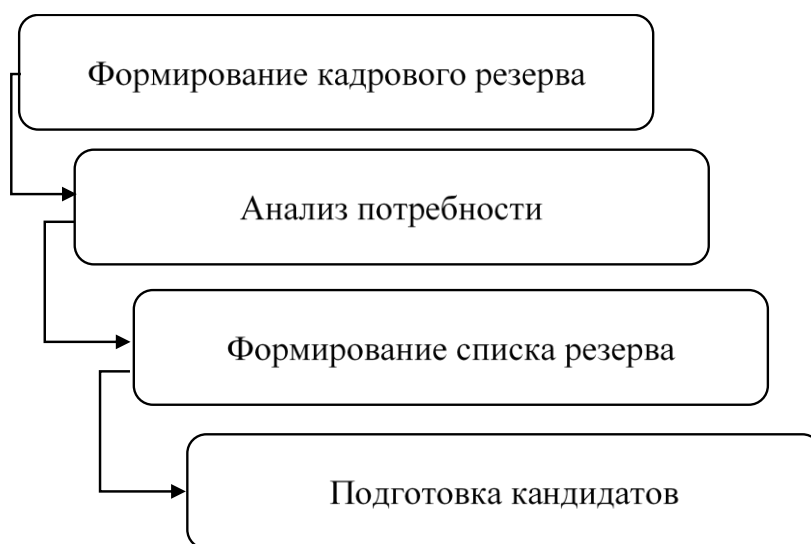 Формирование кадрового резерва
Анализ потребности
Формирование списка резерва
Подготовка кандидатов